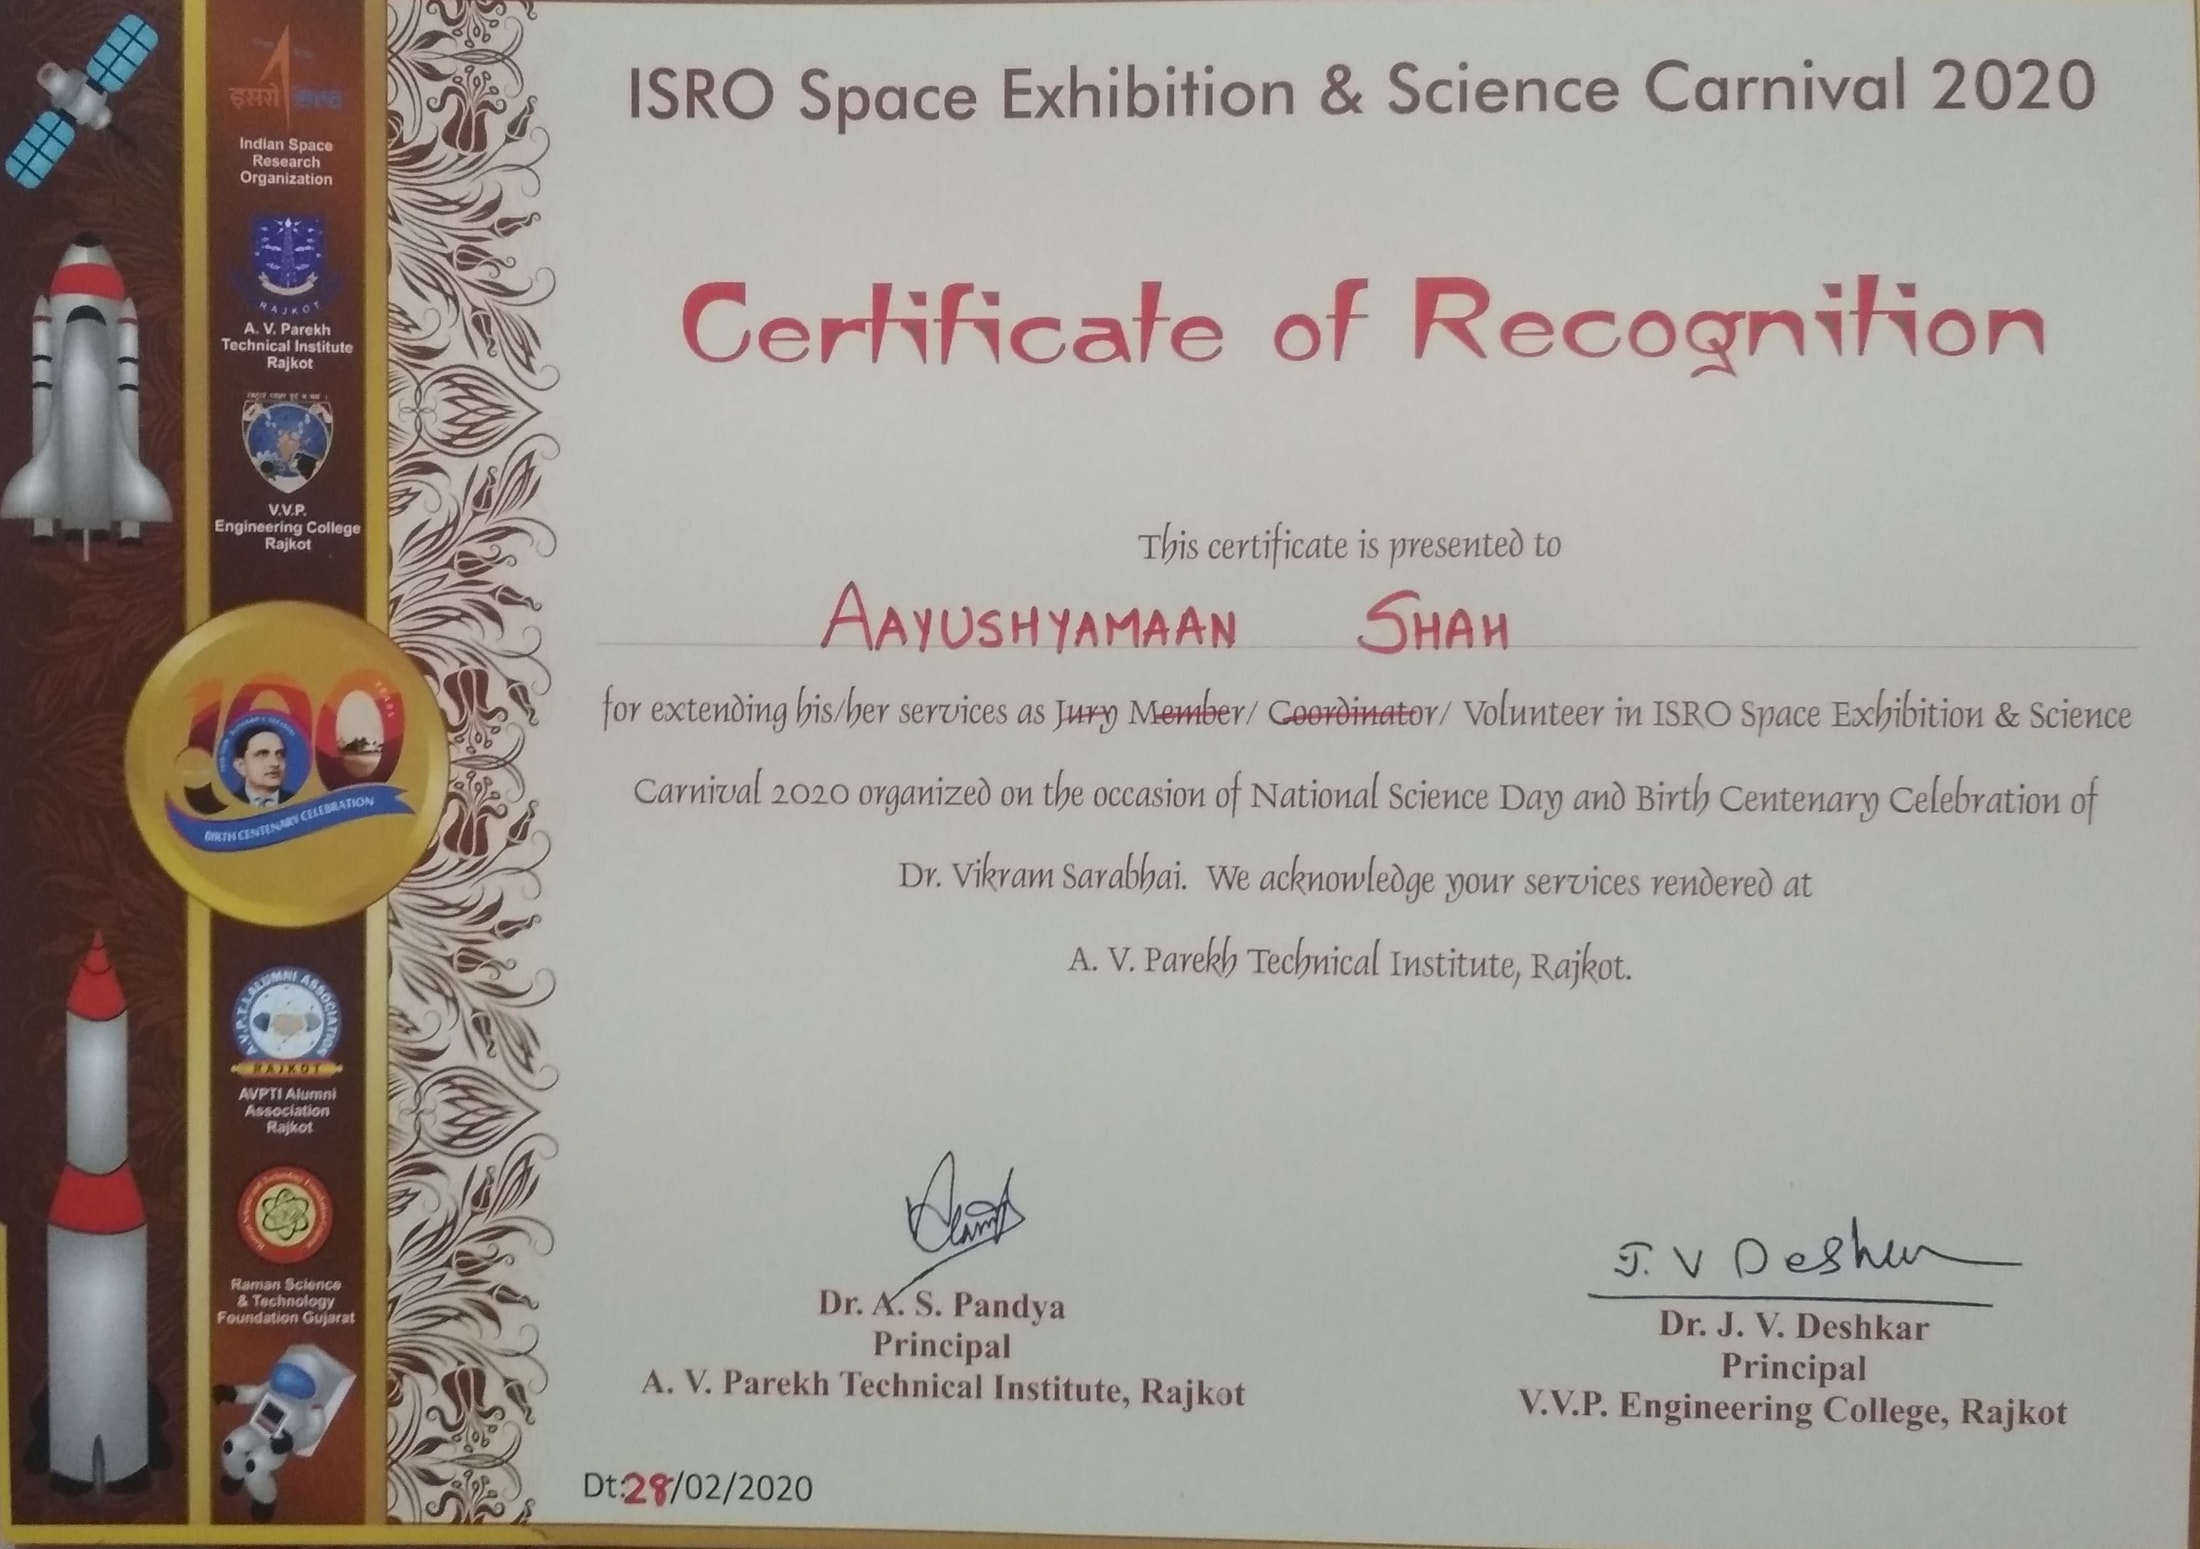 ISRO Space Exhibition & Science Carnival 2020
Certificate of Recognition
This certificate is presented to
AAYUSHYAMAAN SHAH
for extending his/her services as Jury Member/ Coordinator/ Volunteer in ISRO Space Exhibition & Science
Carnival 2020 organized on the occasion of National Science Day and Birth Centenary Celebration of
Dr. Vikram Sarabhai. We acknowledge your services rendered at
A. V. Parekh Technical Institute, Rajkot.
J. V Deshkar
Dr. A. S. Pandya
Principal
A. V. Parekh Technical Institute, Rajkot
Dr. J. V. Deshkar
Principal
V.V.P. Engineering College, Rajkot
Dt:28/02/2020
इसरो isro
Indian Space
Research
Organization
RAJKOT
A. V. Parekh
Technical Institute
Rajkot
V.V.P.
Engineering College
Rajkot
100
YEARS
BIRTH CENTENARY CELEBRATION
A.V.P.T.I. ALUMNI ASSOCIATION
RAJKOT
AVPTI Alumni
Association
Rajkot
Raman Science
& Technology
Foundation Gujarat